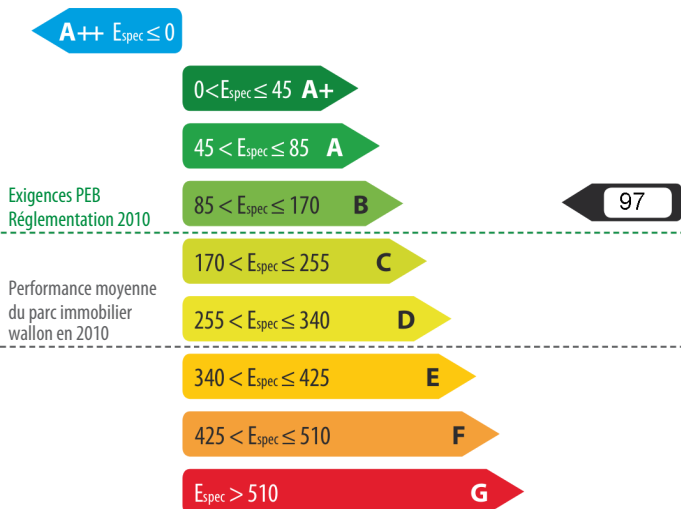 A++ Espec ≤ 0
0 < Espec ≤ 45 A+
45 < Espec ≤ 85 A
Exigences PEB
Réglementation 2010
85 < Espec ≤ 170 B
97
170 < Espec ≤ 255 C
Performance moyenne
du parc immobilier
wallon en 2010
255 < Espec ≤ 340 D
340 < Espec ≤ 425 E
425 < Espec ≤ 510 F
Espec > 510 G